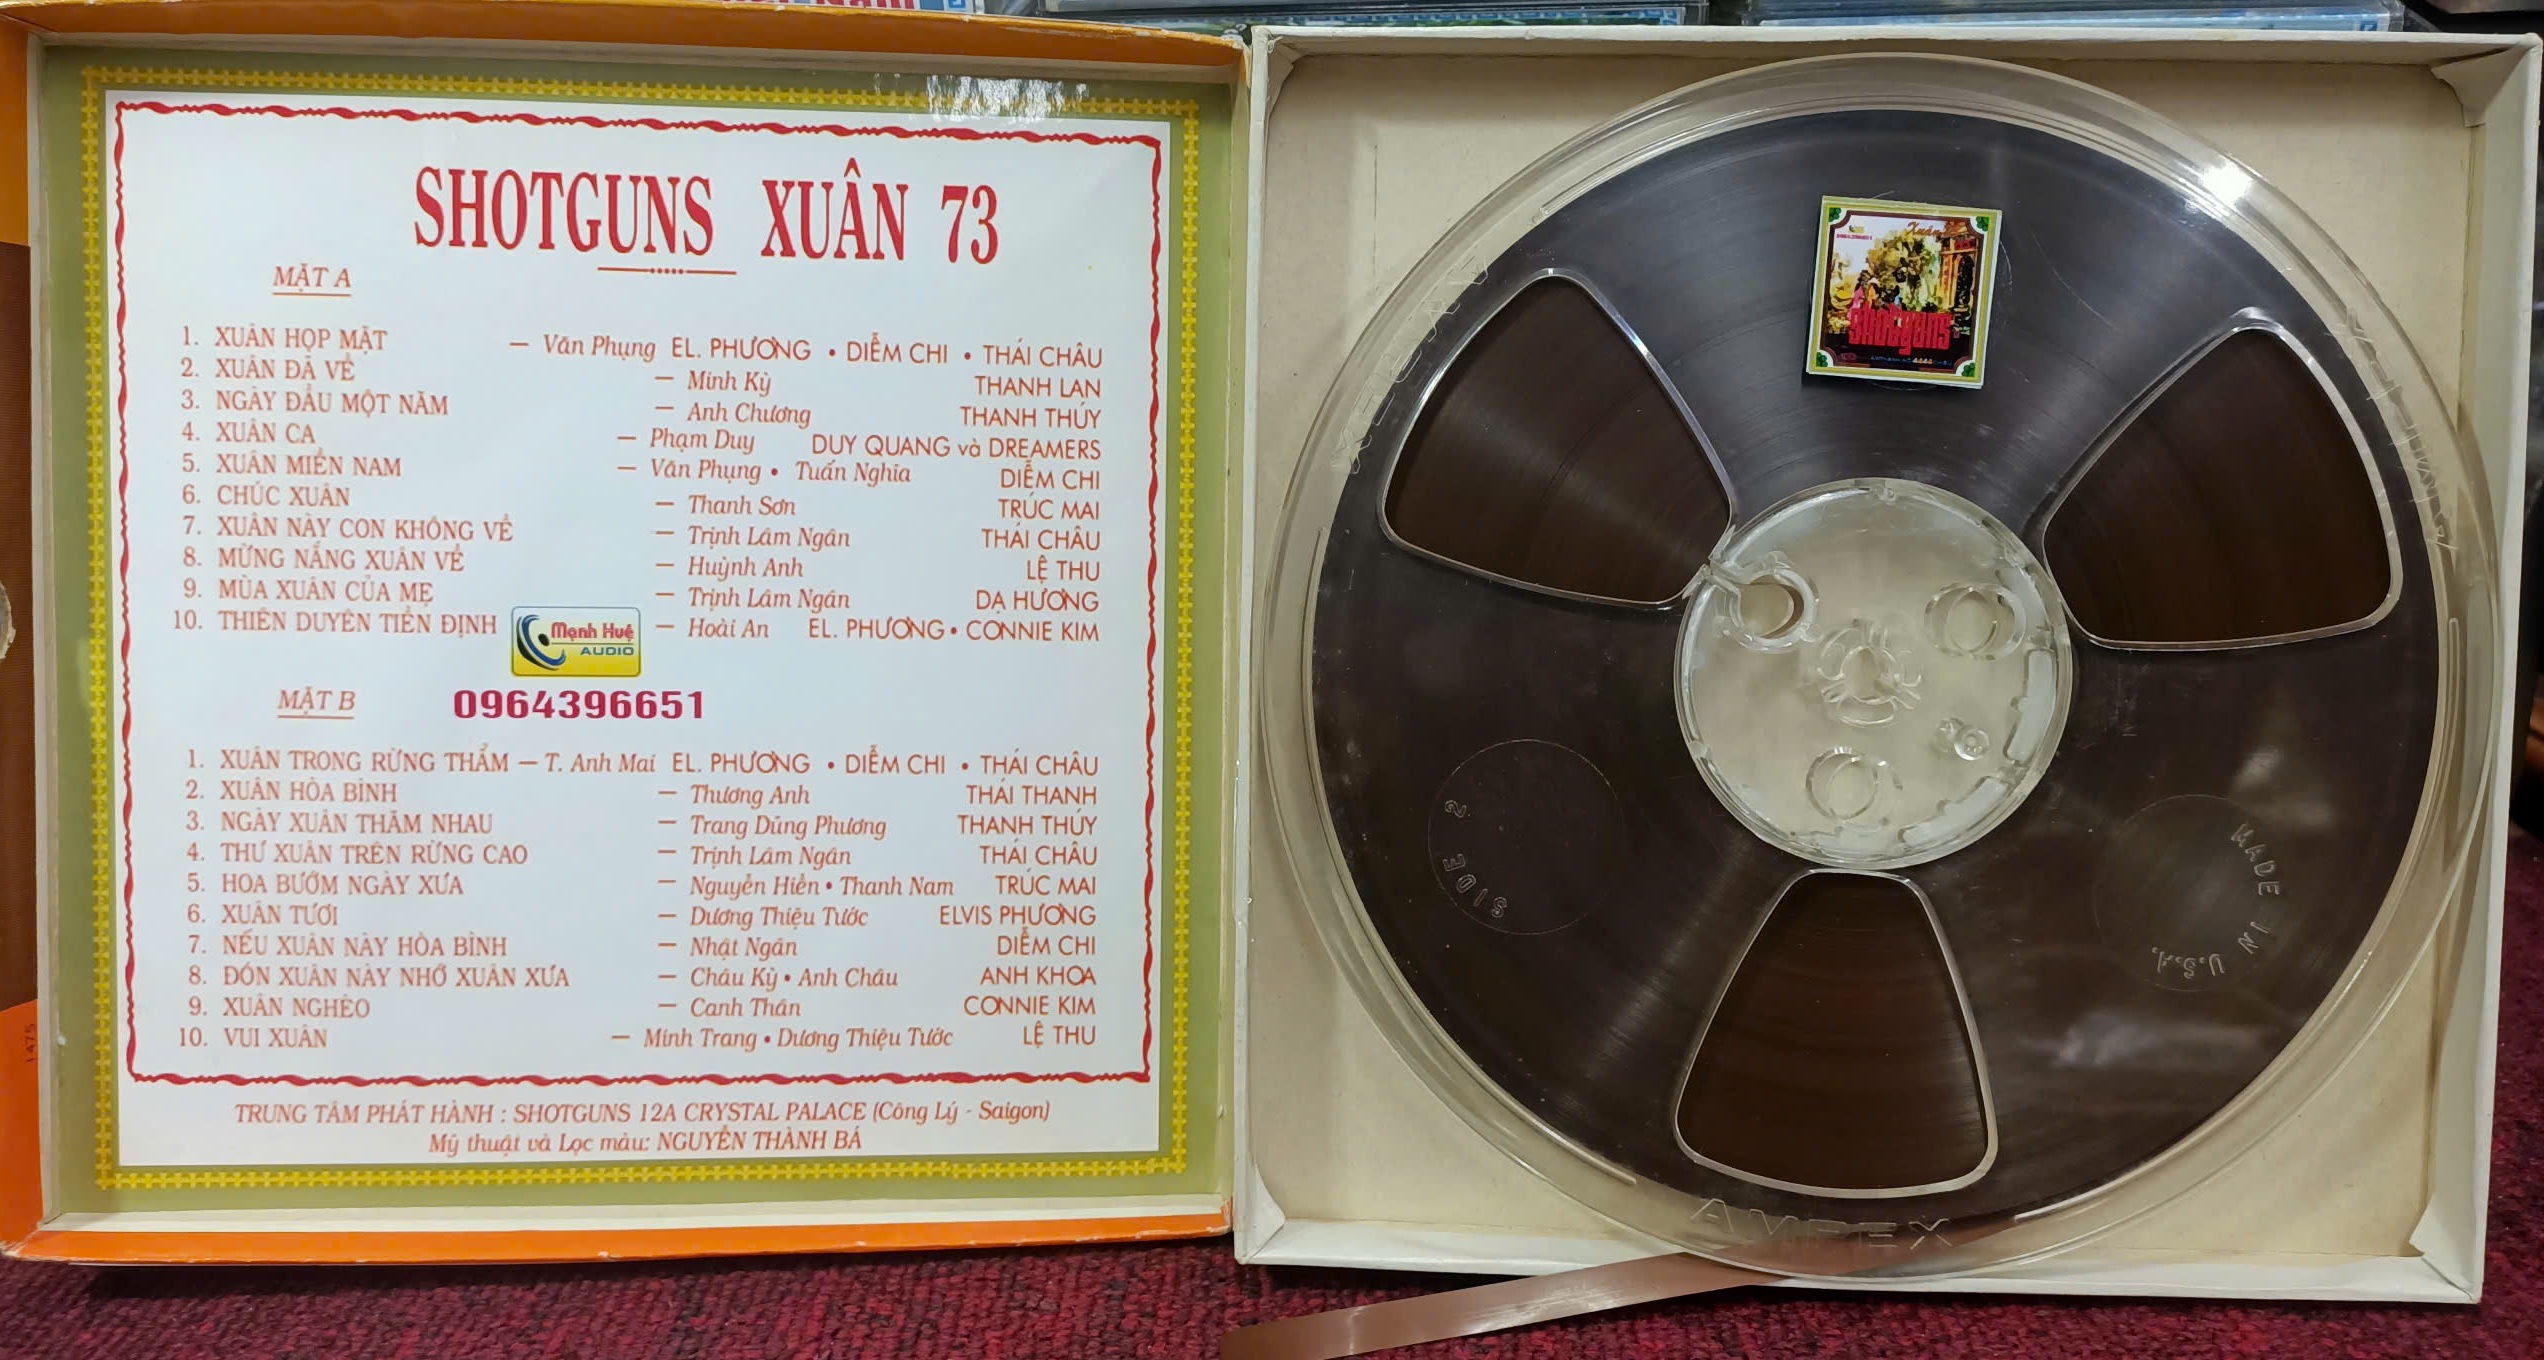 SHOTGUNS XUÂN 73
MẶT A
1. XUÂN HỌP MẶT — Văn Phụng EL. PHƯƠNG • DIỄM CHI • THÁI CHÂU
2. XUÂN ĐÃ VỀ — Minh Kỳ THANH LAN
3. NGÀY ĐẦU MỘT NĂM — Anh Chương THANH THÚY
4. XUÂN CA — Phạm Duy DUY QUANG và DREAMERS
5. XUÂN MIỀN NAM — Văn Phụng • Tuấn Nghĩa DIỄM CHI
6. CHÚC XUÂN — Thanh Sơn TRÚC MAI
7. XUÂN NÀY CON KHÔNG VỀ — Trịnh Lâm Ngân THÁI CHÂU
8. MỪNG NẮNG XUÂN VỀ — Huỳnh Anh LỆ THU
9. MÙA XUÂN CỦA MẸ — Trịnh Lâm Ngân DẠ HƯƠNG
10. THIÊN DUYÊN TIỀN ĐỊNH — Hoài An EL. PHƯƠNG • CONNIE KIM
Mạnh Huệ
AUDIO
MẶT B
0964396651
1. XUÂN TRONG RỪNG THẲM — T. Anh Mai EL. PHƯƠNG • DIỄM CHI • THÁI CHÂU
2. XUÂN HÒA BÌNH — Thương Anh THÁI THANH
3. NGÀY XUÂN THĂM NHAU — Trang Dũng Phương THANH THÚY
4. THƯ XUÂN TRÊN RỪNG CAO — Trịnh Lâm Ngân THÁI CHÂU
5. HOA BƯỚM NGÀY XƯA — Nguyễn Hiền • Thanh Nam TRÚC MAI
6. XUÂN TƯƠI — Dương Thiệu Tước ELVIS PHƯƠNG
7. NẾU XUÂN NÀY HÒA BÌNH — Nhật Ngân DIỄM CHI
8. ĐÓN XUÂN NÀY NHỚ XUÂN XƯA — Châu Kỳ • Anh Châu ANH KHOA
9. XUÂN NGHÈO — Canh Thân CONNIE KIM
10. VUI XUÂN — Minh Trang • Dương Thiệu Tước LỆ THU
TRUNG TÂM PHÁT HÀNH : SHOTGUNS 12A CRYSTAL PALACE (Công Lý - Saigon)
Mỹ thuật và Lọc màu: NGUYỄN THÀNH BÁ
1475
Xuân
0964396651
shotguns
AMPEX
AMPEX
SIDE 2
MADE IN U.S.A.
AMPEX